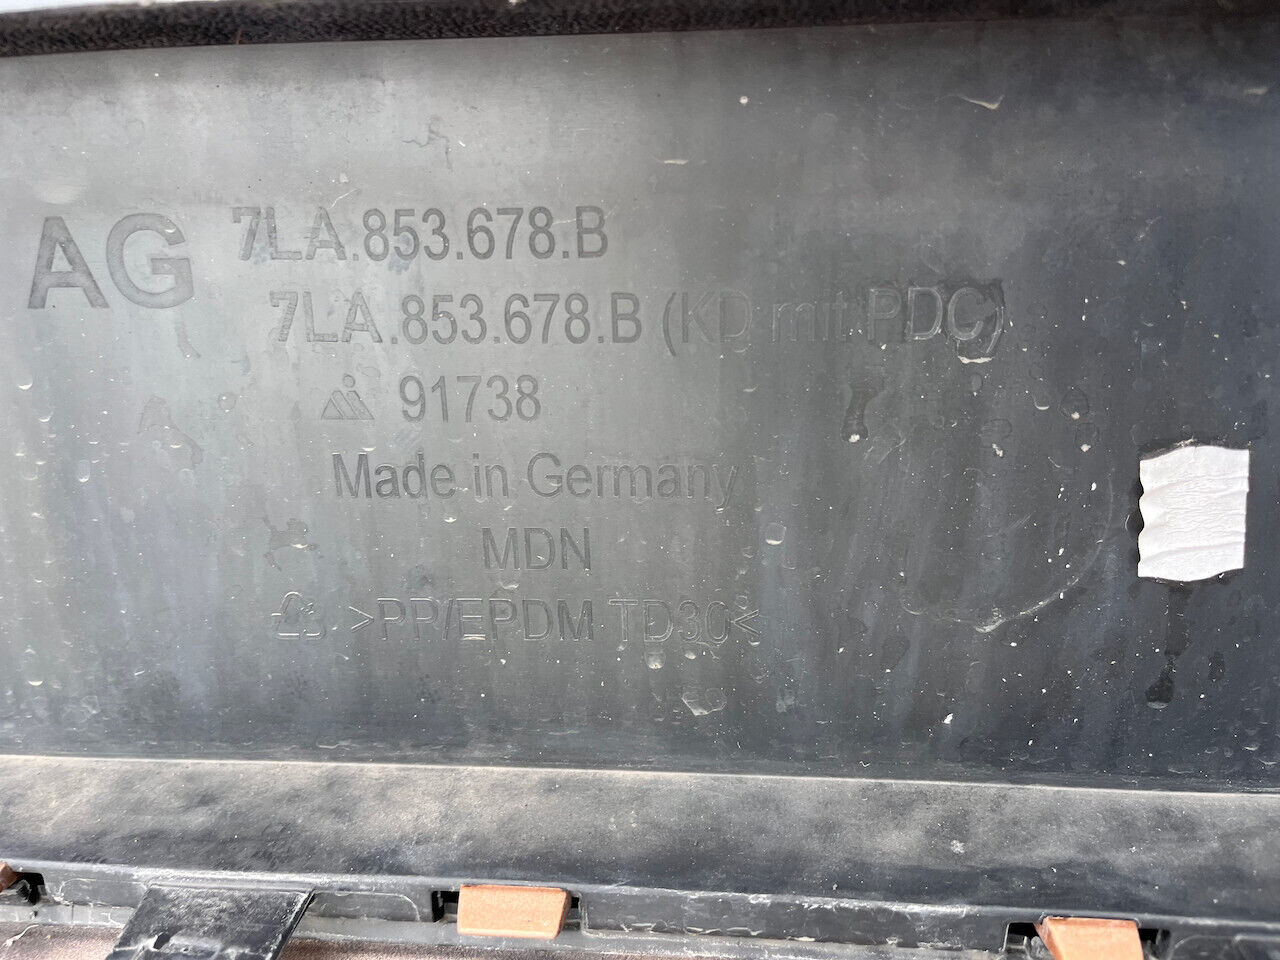 AG 7LA.853.678.B
7LA.853.678.B (KD mit PDC)
91738
Made in Germany
MDN
>PP/EPDM TD30<